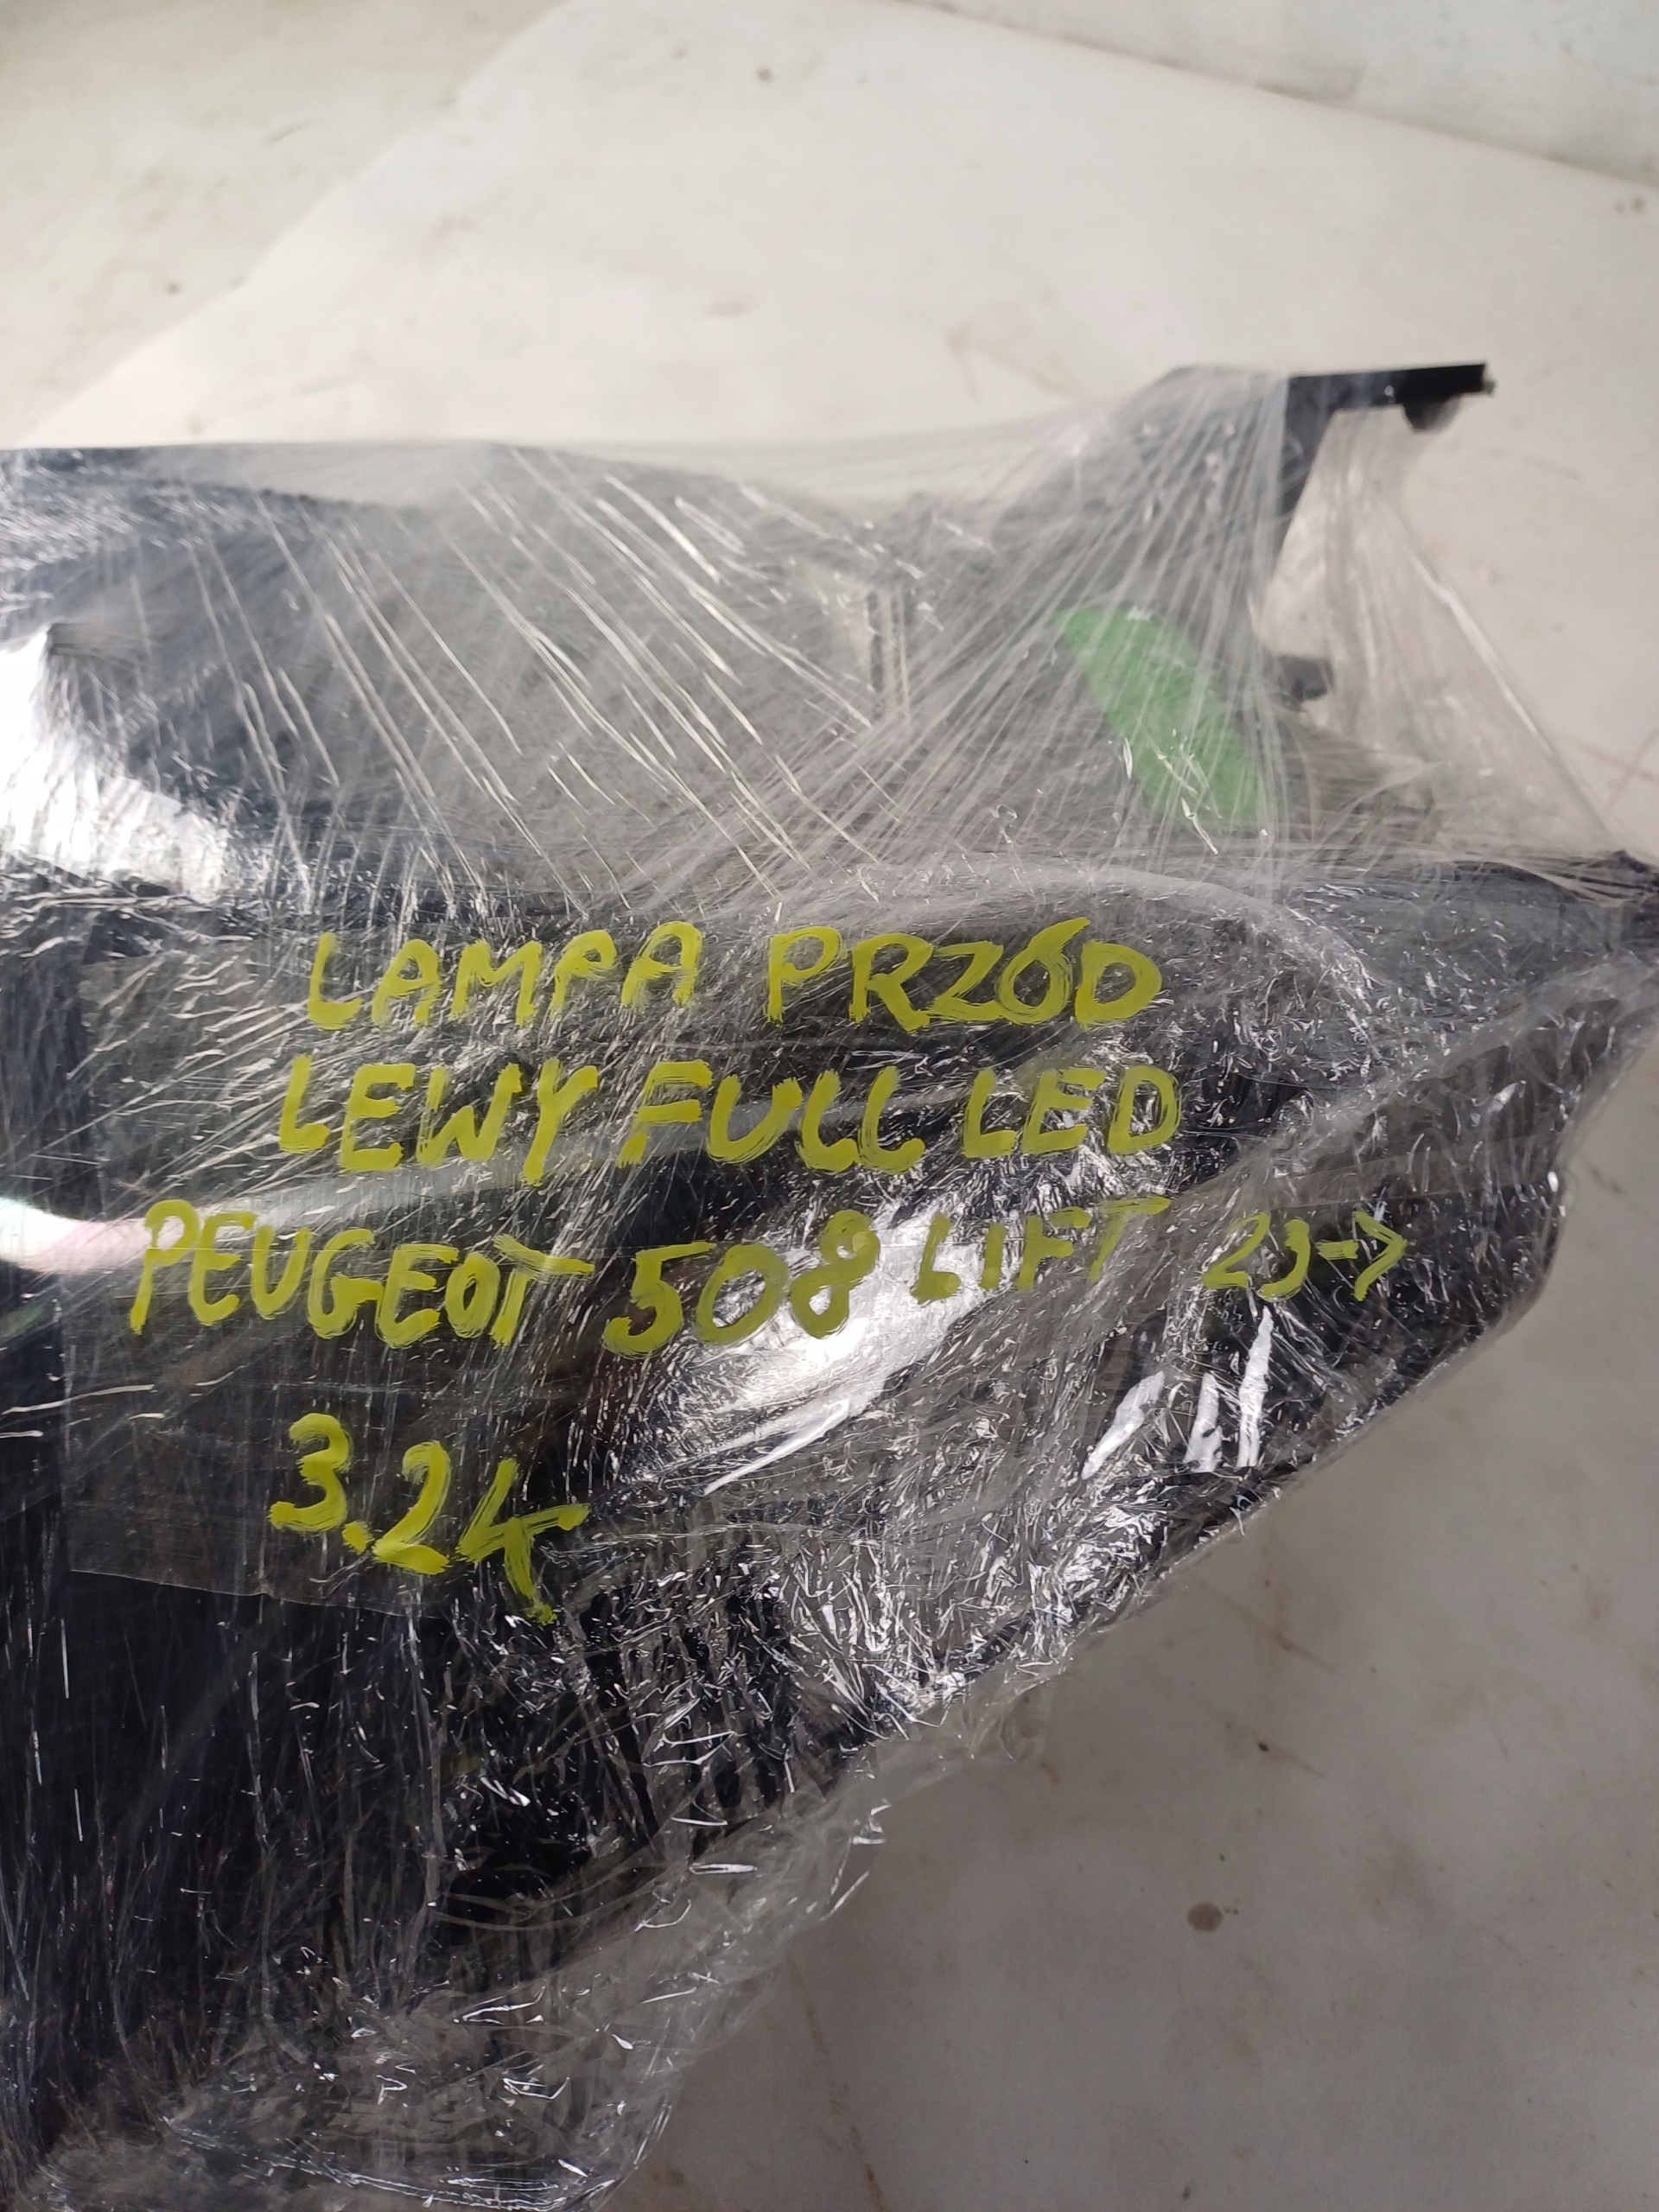 LAMPA PRZÓD
LEWY FULL LED
PEUGEOT 508 LIFT 23->
3.24